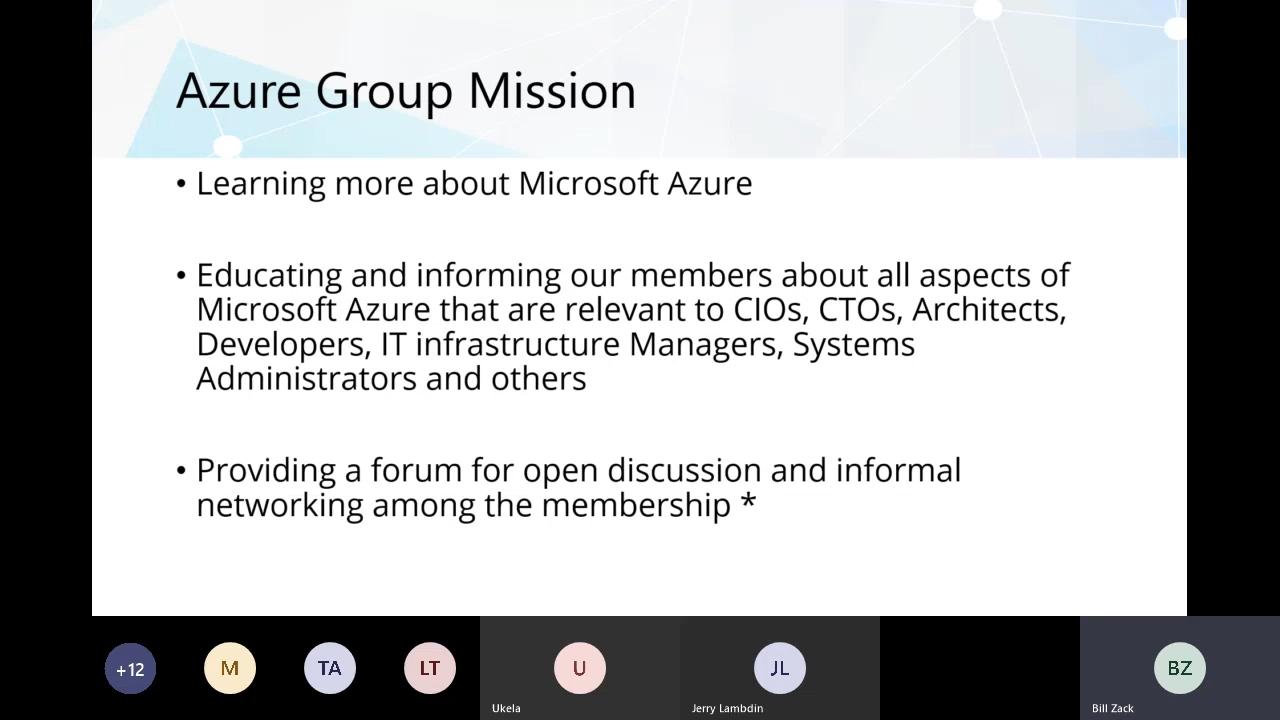 Azure Group Mission
• Learning more about Microsoft Azure
• Educating and informing our members about all aspects of
Microsoft Azure that are relevant to CIOs, CTOs, Architects,
Developers, IT infrastructure Managers, Systems
Administrators and others
• Providing a forum for open discussion and informal
networking among the membership *
+12
M
TA
LT
U
JL
BZ
Ukela
Jerry Lambdin
Bill Zack